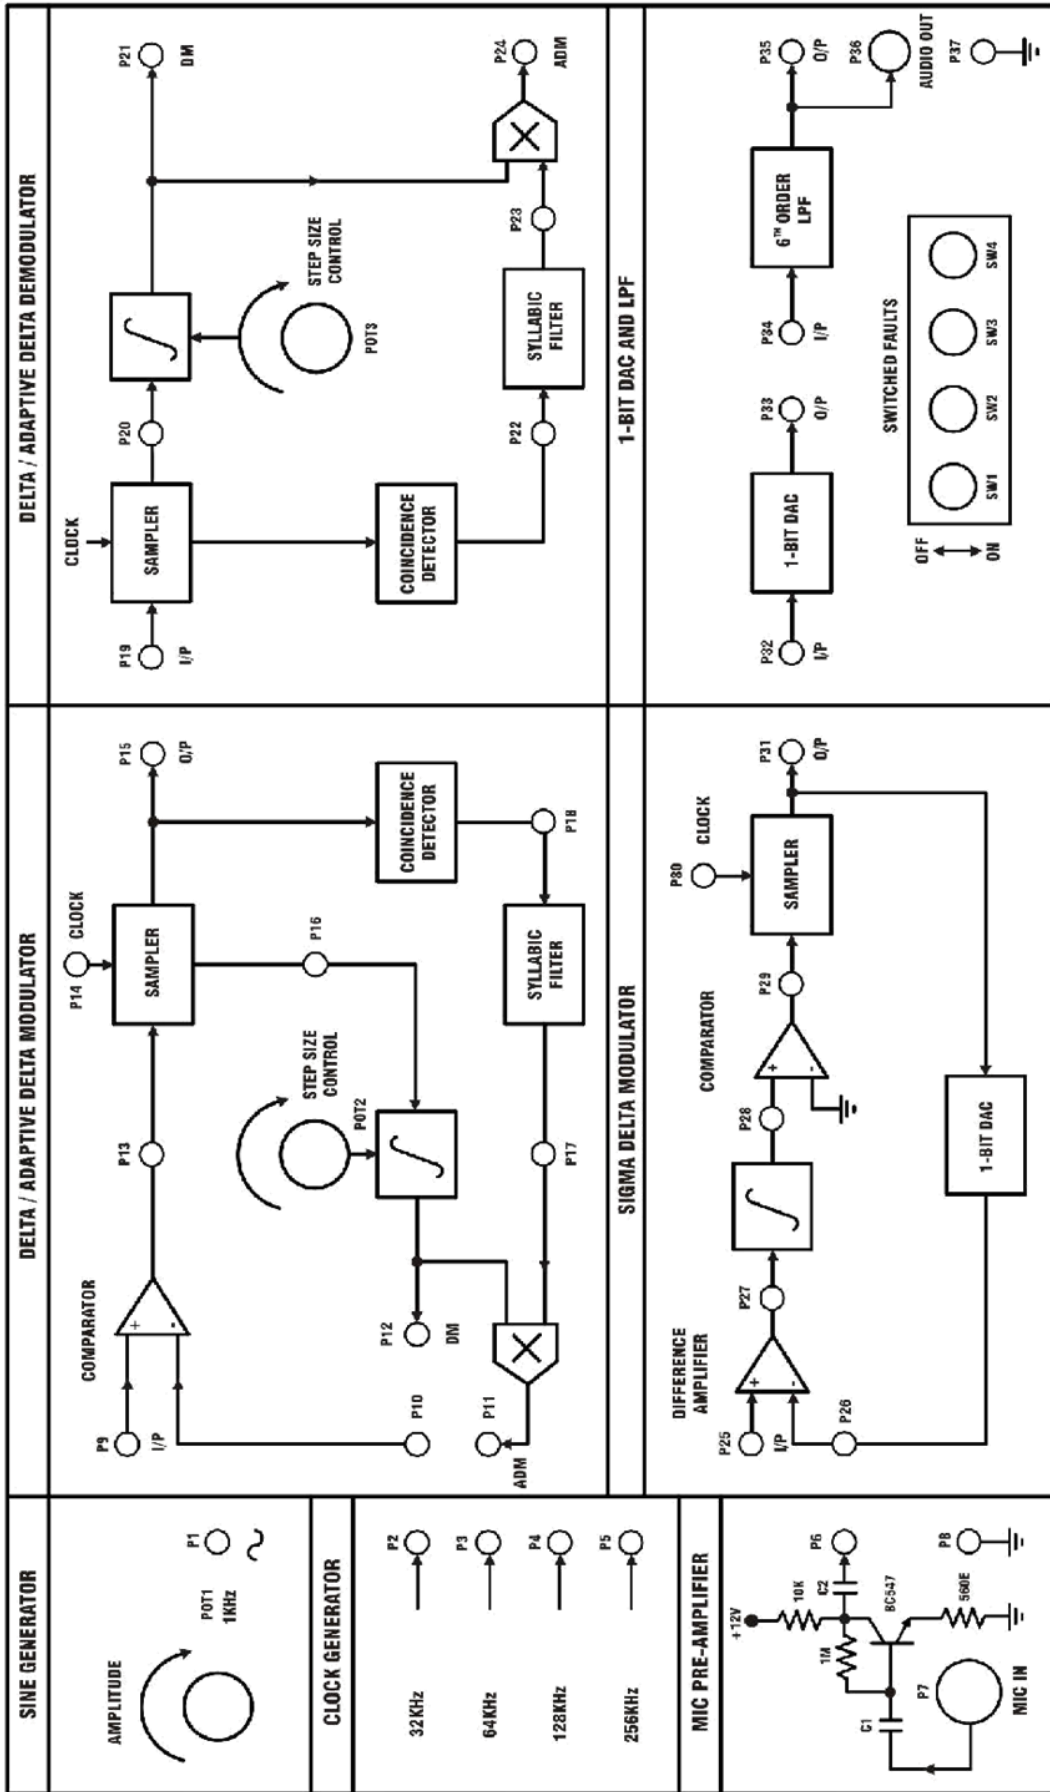 SINE GENERATOR
AMPLITUDE
POT1
1KHz
P1
CLOCK GENERATOR
32KHz
P2
64KHz
P3
128KHz
P4
256KHz
P5
MIC PRE-AMPLIFIER
+12V
10K
1M
C2
P6
BC547
560E
P8
C1
P7
MIC IN
DELTA / ADAPTIVE DELTA MODULATOR
COMPARATOR
P9
I/P
+
-
P13
P14
CLOCK
SAMPLER
P15
O/P
P16
STEP SIZE
CONTROL
POT2
P10
P12
DM
P11
ADM
P17
SYLLABIC
FILTER
P18
COINCIDENCE
DETECTOR
DELTA / ADAPTIVE DELTA DEMODULATOR
CLOCK
P19
I/P
SAMPLER
P20
P21
DM
STEP SIZE
CONTROL
POT3
COINCIDENCE
DETECTOR
P22
SYLLABIC
FILTER
P23
P24
ADM
SIGMA DELTA MODULATOR
DIFFERENCE
AMPLIFIER
P25
I/P
+
-
P26
P27
P28
COMPARATOR
+
-
P29
P30
CLOCK
SAMPLER
P31
O/P
1-BIT DAC
1-BIT DAC AND LPF
P32
I/P
1-BIT DAC
P33
O/P
P34
I/P
6TH ORDER
LPF
P35
O/P
P36
AUDIO OUT
P37
SWITCHED FAULTS
OFF
ON
SW1
SW2
SW3
SW4